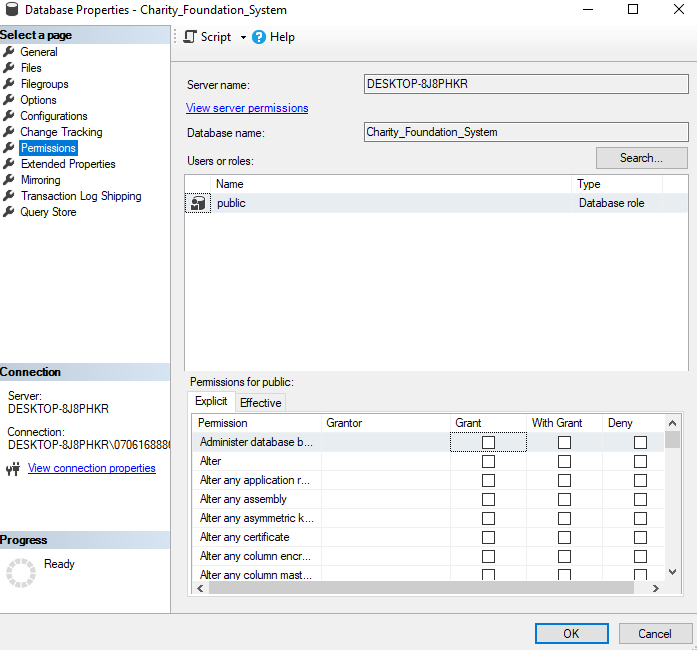 Database Properties - Charity_Foundation_System
Select a page
General
Files
Filegroups
Options
Configurations
Change Tracking
Permissions
Extended Properties
Mirroring
Transaction Log Shipping
Query Store
Connection
Server:
DESKTOP-8J8PHKR
Connection:
DESKTOP-8J8PHKR\0706168886
View connection properties
Progress
Ready
Script
Help
Server name:
DESKTOP-8J8PHKR
View server permissions
Database name:
Charity_Foundation_System
Users or roles:
Search...
Name Type
public Database role
Permissions for public:
Explicit Effective
Permission Grantor Grant With Grant Deny
Administer database b...
Alter
Alter any application r...
Alter any assembly
Alter any asymmetric k...
Alter any certificate
Alter any column encr...
Alter any column mast...
OK Cancel